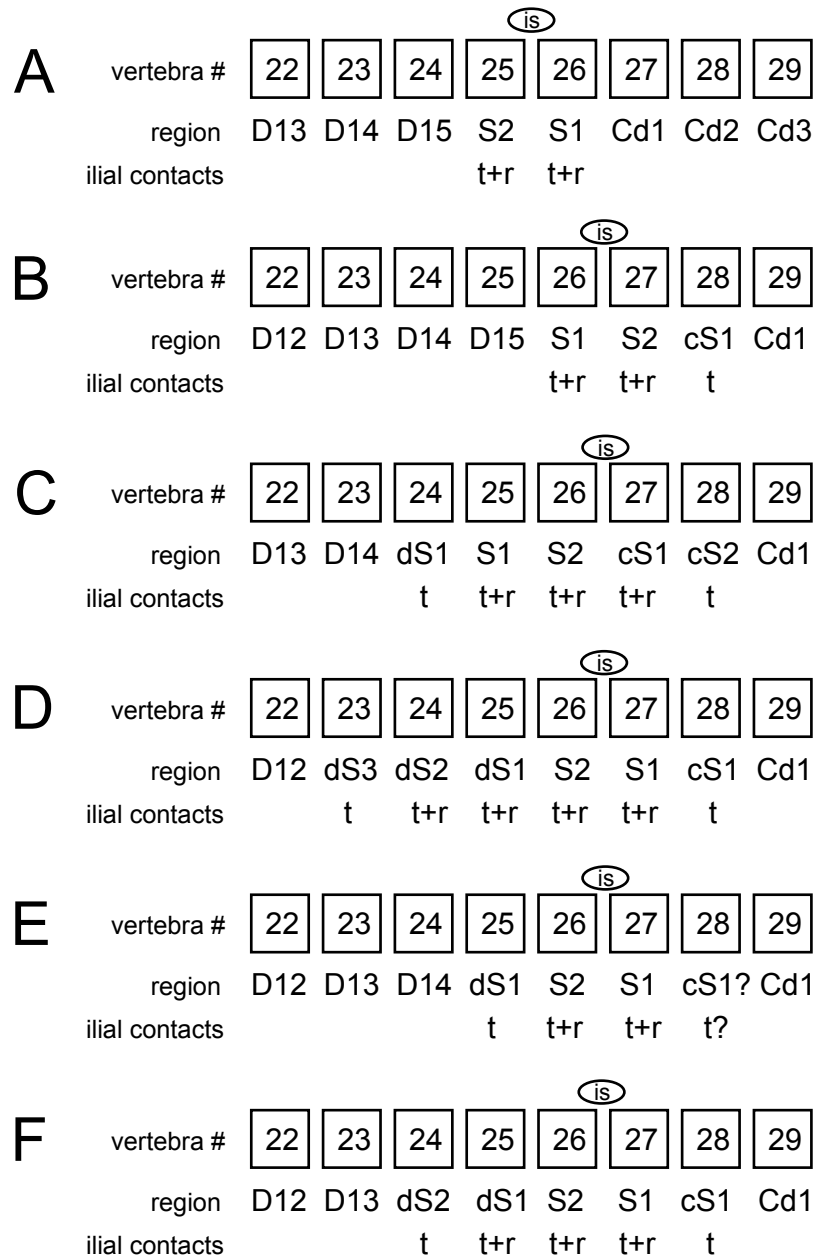 is
A vertebra # 22 23 24 25 26 27 28 29
region D13 D14 D15 S2 S1 Cd1 Cd2 Cd3
ilial contacts t+r t+r
is
B vertebra # 22 23 24 25 26 27 28 29
region D12 D13 D14 D15 S1 S2 cS1 Cd1
ilial contacts t+r t+r t
is
C vertebra # 22 23 24 25 26 27 28 29
region D13 D14 dS1 S1 S2 cS1 cS2 Cd1
ilial contacts t t+r t+r t+r t
is
D vertebra # 22 23 24 25 26 27 28 29
region D12 dS3 dS2 dS1 S2 S1 cS1 Cd1
ilial contacts t t+r t+r t+r t+r t
is
E vertebra # 22 23 24 25 26 27 28 29
region D12 D13 D14 dS1 S2 S1 cS1? Cd1
ilial contacts t t+r t+r t?
is
F vertebra # 22 23 24 25 26 27 28 29
region D12 D13 dS2 dS1 S2 S1 cS1 Cd1
ilial contacts t t+r t+r t+r t